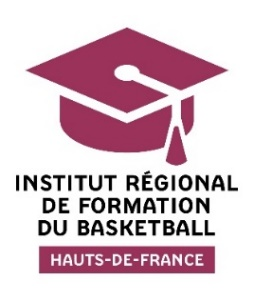 INSTITUT RÉGIONAL
DE FORMATION
DU BASKETBALL
HAUTS-DE-FRANCE